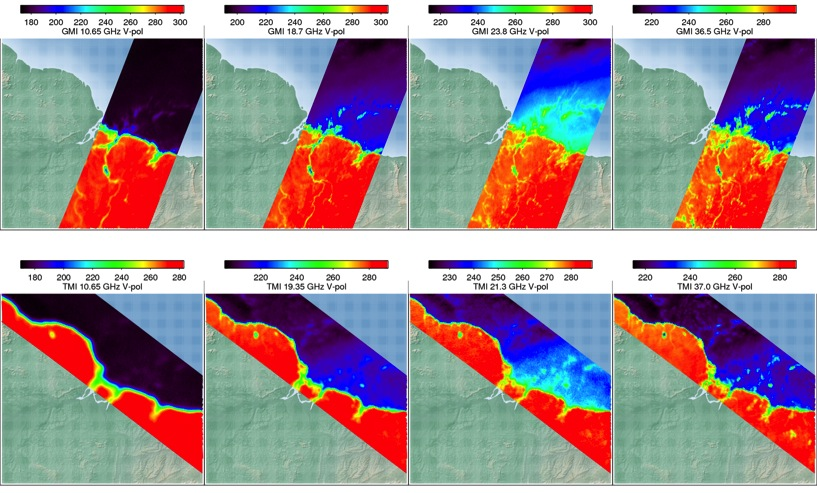 180 200 220 240 260 280 300
GMI 10.65 GHz V-pol
200 220 240 260 280 300
GMI 18.7 GHz V-pol
220 240 260 280 300
GMI 23.8 GHz V-pol
220 240 260 280
GMI 36.5 GHz V-pol
180 200 220 240 260 280
TMI 10.65 GHz V-pol
220 240 260 280
TMI 19.35 GHz V-pol
230 240 250 260 270 280 290
TMI 21.3 GHz V-pol
220 240 260 280
TMI 37.0 GHz V-pol